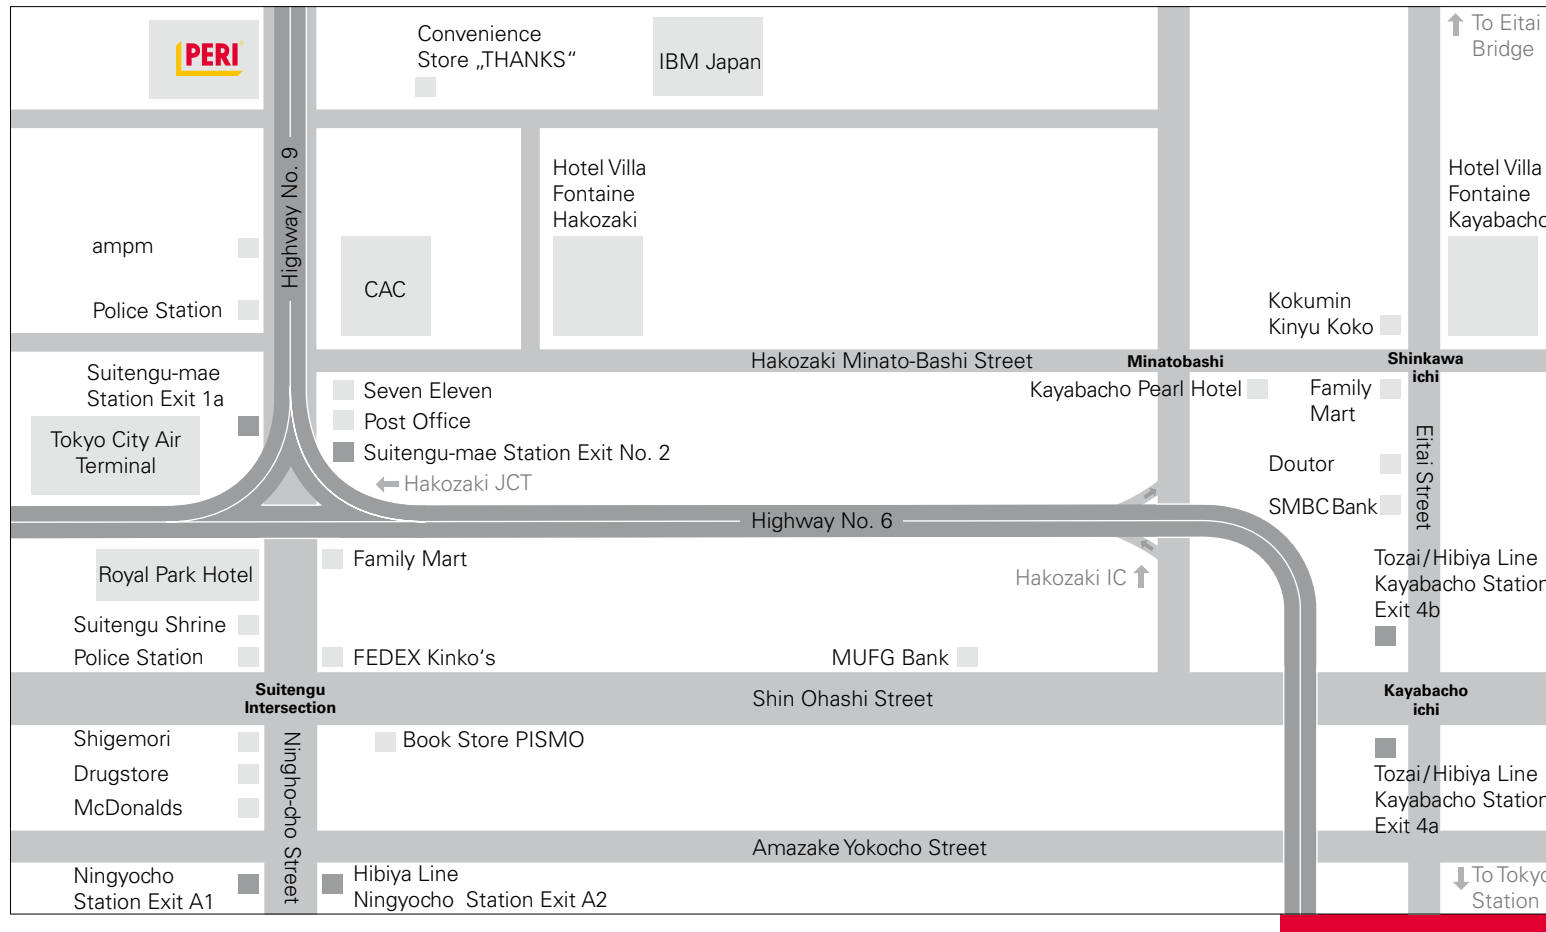 PERI
Convenience
Store „THANKS“
IBM Japan
To Eitai
Bridge
Highway No. 6
Hotel Villa
Fontaine
Hakozaki
Hotel Villa
Fontaine
Kayabacho
ampm
CAC
Police Station
Kokumin
Kinyu Koko
Hakozaki Minato-Bashi Street
Minatobashi
Shinkawa
ichi
Suitengu-mae
Station Exit 1a
Seven Eleven
Kayabacho Pearl Hotel
Family
Mart
Post Office
Tokyo City Air
Terminal
Suitengu-mae Station Exit No. 2
Eitai Street
Doutor
Hakozaki JCT
SMBC Bank
Highway No. 6
Royal Park Hotel
Family Mart
Hakozaki IC
Tozai/Hibiya Line
Kayabacho Station
Exit 4b
Suitengu Shrine
Police Station
FEDEX Kinko‘s
MUFG Bank
Suitengu
Intersection
Shin Ohashi Street
Kayabacho
ichi
Shigemori
Ningho-cho Street
Book Store PISMO
Drugstore
McDonalds
Tozai/Hibiya Line
Kayabacho Station
Exit 4a
Amazake Yokocho Street
Ningyocho
Station Exit A1
Hibiya Line
Ningyocho Station Exit A2
To Tokyo
Station